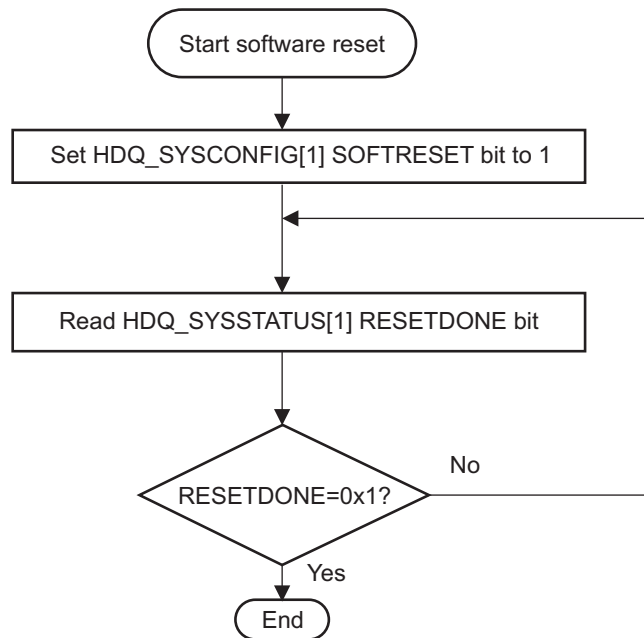 Start software reset
Set HDQ_SYSCONFIG[1] SOFTRESET bit to 1
Read HDQ_SYSSTATUS[1] RESETDONE bit
No
RESETDONE=0x1?
Yes
End